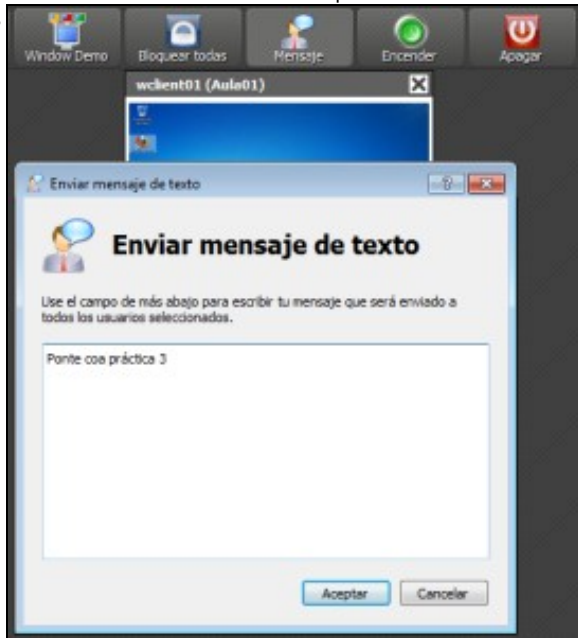 Window Demo
Bloquear todas
Mensaje
Encender
Apagar
wclient01 (Aula01)
Enviar mensaje de texto
Enviar mensaje de texto
Use el campo de más abajo para escribir tu mensaje que será enviado a
todos los usuarios seleccionados.
Ponte coa práctica 3
Aceptar
Cancelar